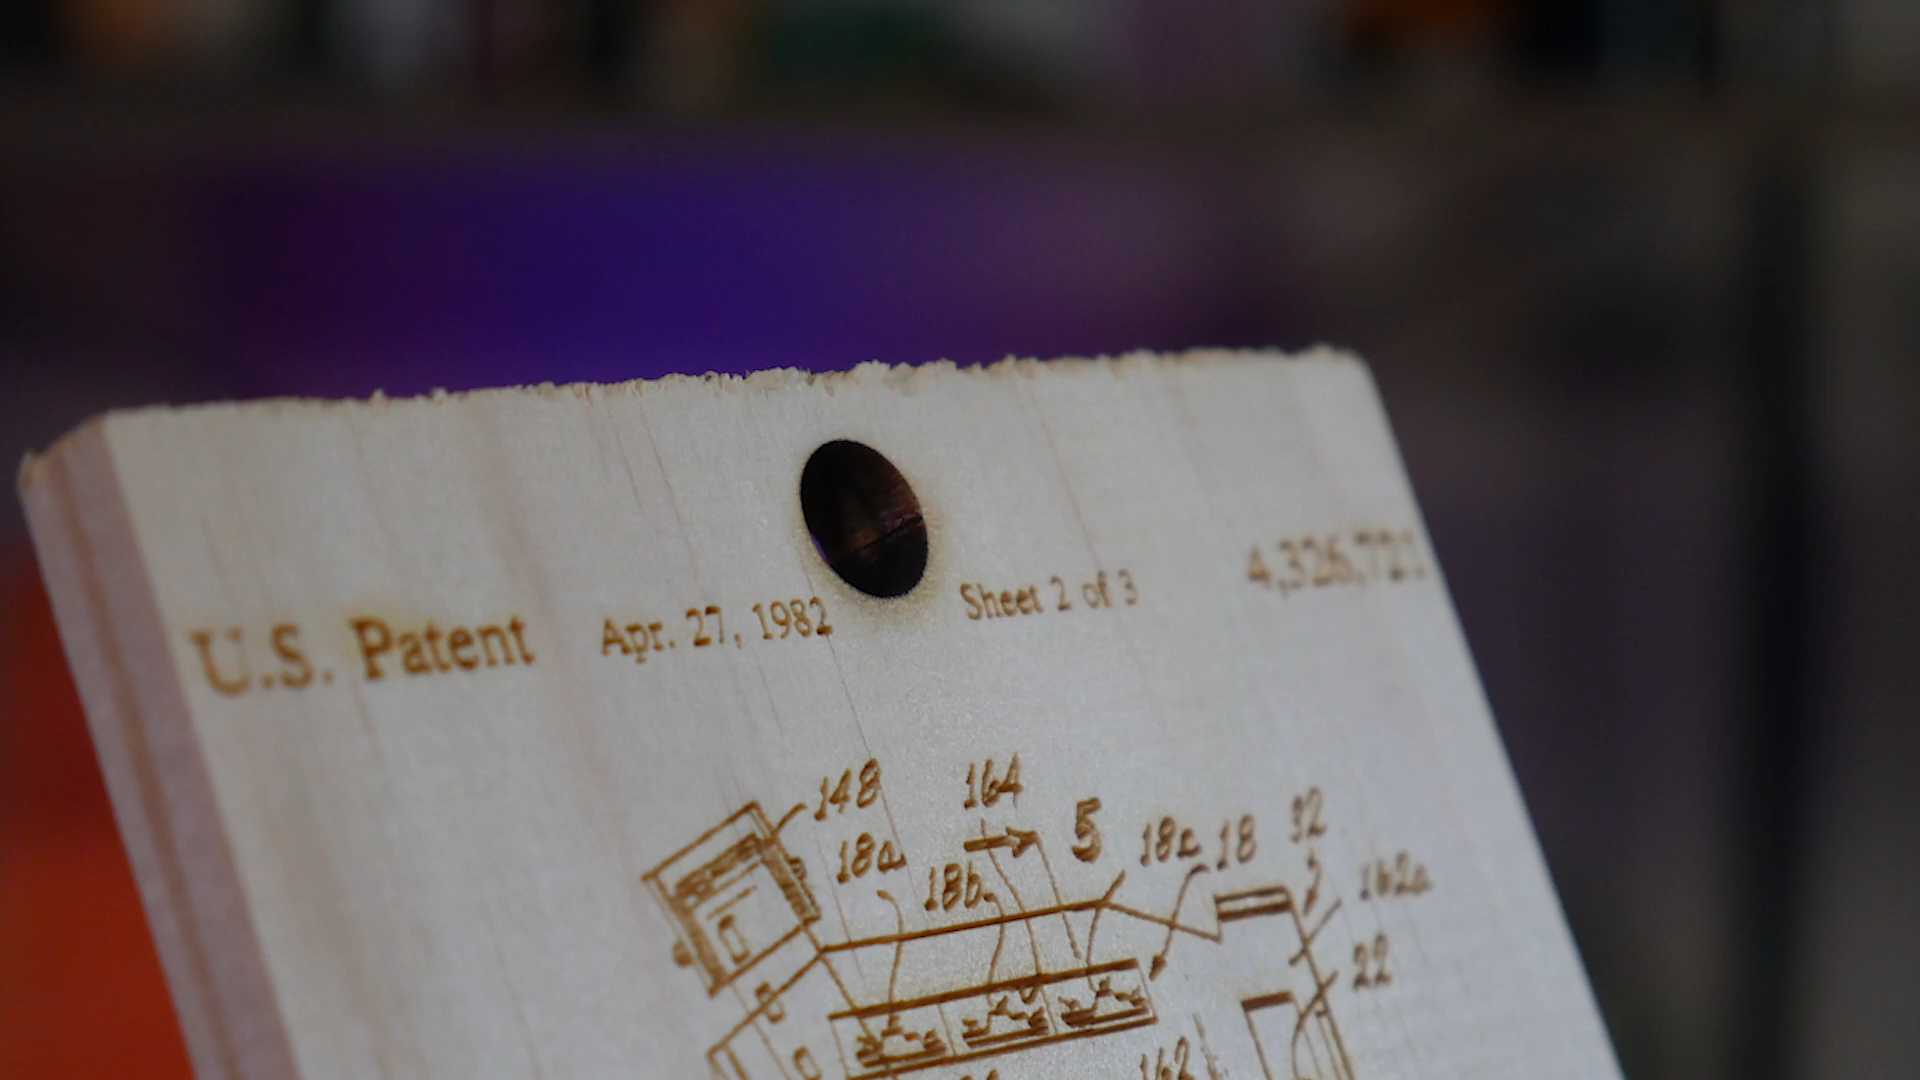 U.S. Patent Apr. 27, 1982 Sheet 2 of 3 4,326,721
148 164
18a 18b 5 18c 18 32
162a
22
162